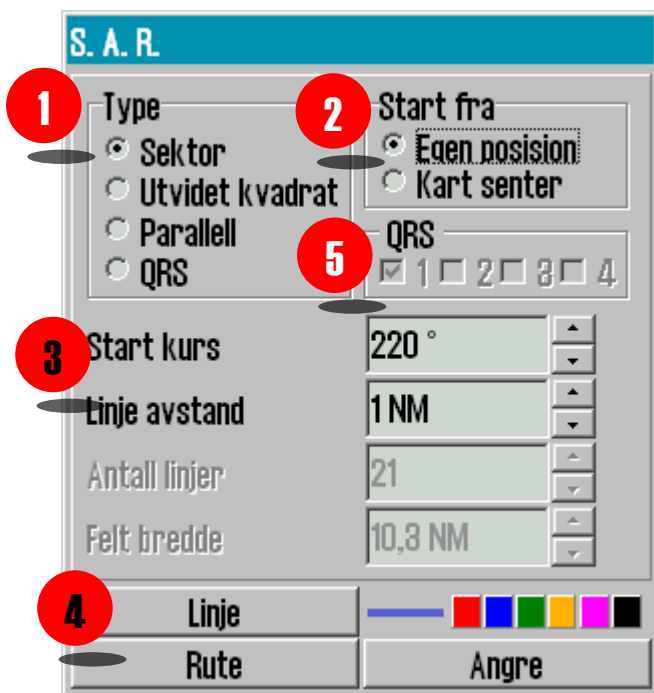 S. A. R.
1
Type
Sektor
Utvidet kvadrat
Parallell
QRS
2
Start fra
Egen posision
Kart senter
5
QRS
1 2 3 4
3
Start kurs 220 °
Linje avstand 1 NM
Antall linjer 21
Felt bredde 10,3 NM
4
Linje
Rute Angre